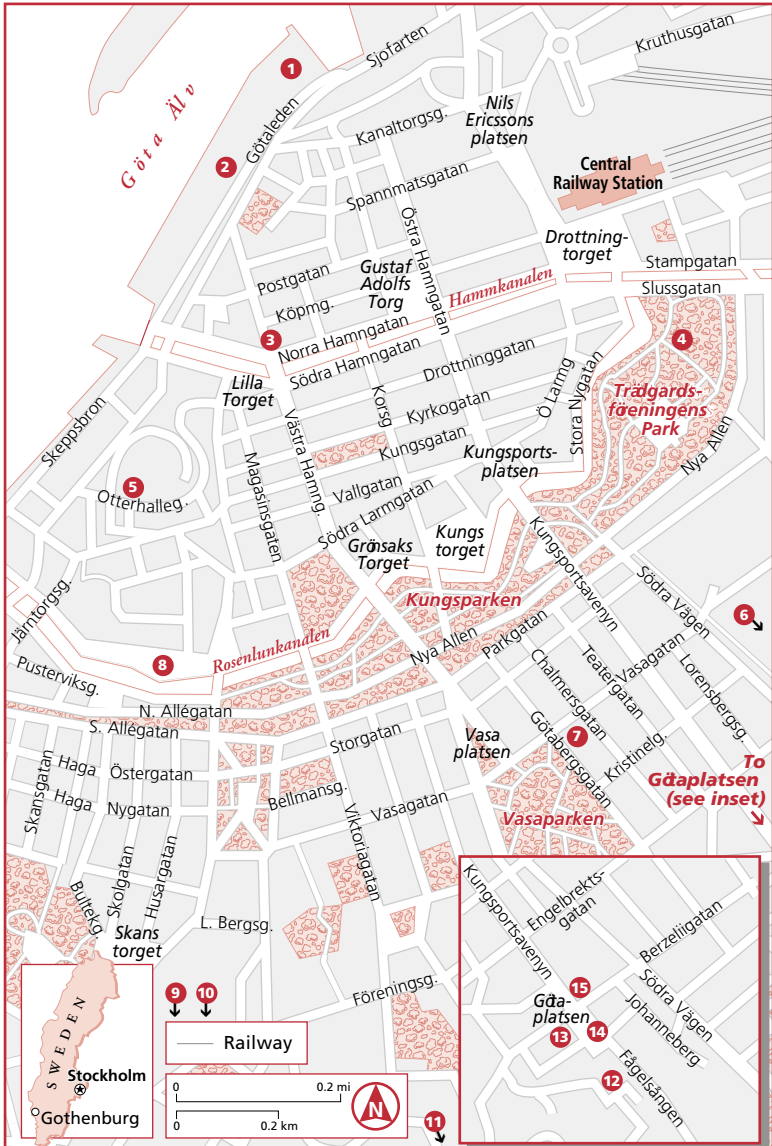 1
Sjofarten
Kruthusgatan
Göta Älv
Götaleden
2
Kanaltorgsg.
Nils
Ericssons
platsen
Spannmatsgatan
Central
Railway Station
Östra Hamngatan
Drottning-
torget
Stampgatan
Slussgatan
Postgatan
Gustaf
Adolfs
Torg
Hammkanalen
Köpmg.
3
Norra Hamngatan
Södra Hamngatan
4
Trädgards-
föreningens
Park
Lilla
Torget
Drottninggatan
Ö Larmg
Stora Nygatan
Nya Allen
Skeppsbron
Korsg
Kyrkogatan
Kungsgatan
Västra Hamng.
Magasinsgaten
Kungsports-
platsen
5
Otterhalleg.
Vallgatan
Södra Larmgatan
Grönsaks
Torget
Kungs
torget
Kungsportsavenyn
Södra Vägen
Kungsparken
6
Järntorgsg.
8
Rosenlunkanalen
Nya Allen
Parkgatan
Pusterviksg.
N. Allégatan
S. Allégatan
Chalmersgatan
Teatergatan
Vasagatan
Lorensbergsg.
Storgatan
Vasa
platsen
7
Götabergsgatan
Kristinelg.
To
Götaplatsen
(see inset)
Skansgatan
Haga Östergatan
Haga Nygatan
Bellmansg.
Viktoriagatan
Vasagatan
Vasaparken
Bultekg
Skolgatan
Husargatan
Skans
torget
L. Bergsg.
Föreningsg.
Kungsportsavenyn
Engelbrekts-
gatan
Berzeliigatan
Södra Vägen
Johanneberg
15
Göta-
platsen
13
14
12
Fågelsången
9
10
Railway
0
0.2 mi
0
0.2 km
N
11
SWEDEN
Stockholm
Gothenburg